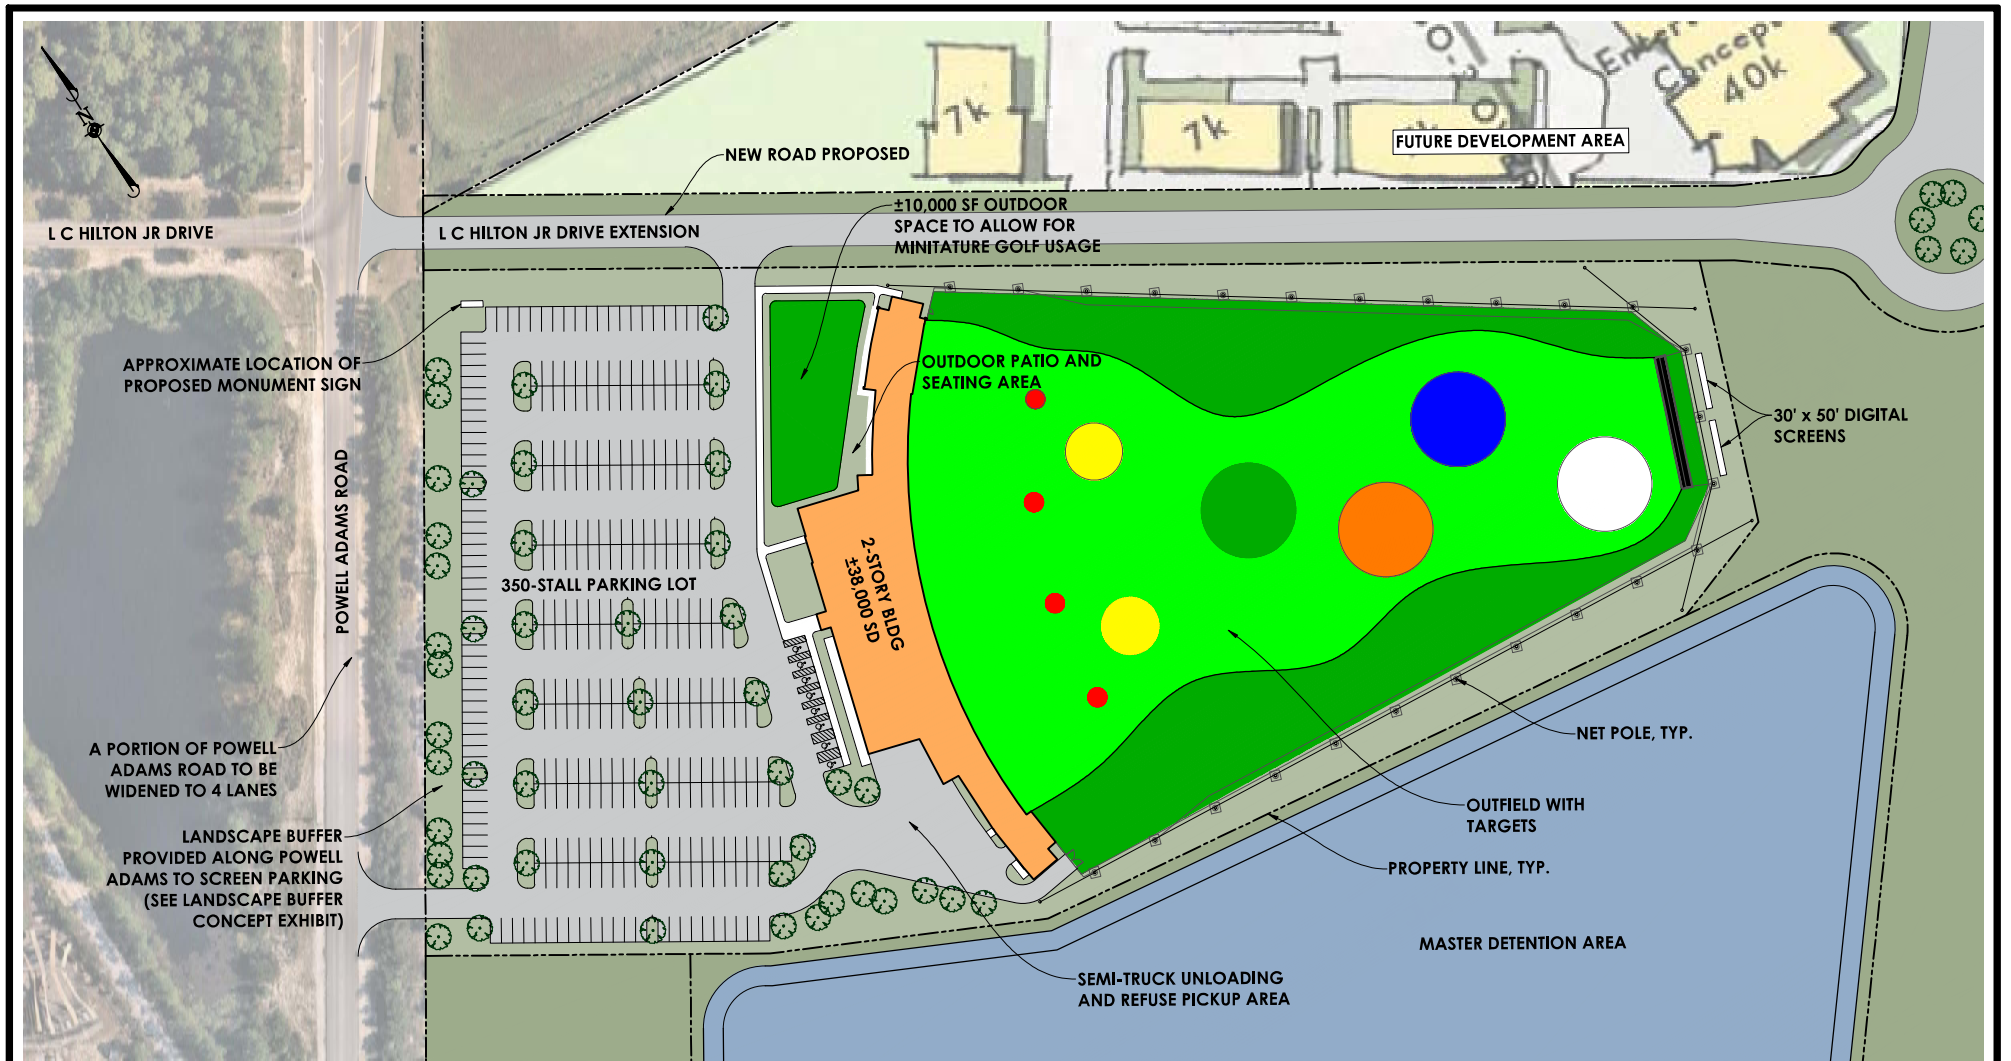 N
L C HILTON JR DRIVE
L C HILTON JR DRIVE EXTENSION
NEW ROAD PROPOSED
7k
7k
FUTURE DEVELOPMENT AREA
Concep
40k
±10,000 SF OUTDOOR
SPACE TO ALLOW FOR
MINITATURE GOLF USAGE
APPROXIMATE LOCATION OF
PROPOSED MONUMENT SIGN
OUTDOOR PATIO AND
SEATING AREA
30' x 50' DIGITAL
SCREENS
POWELL ADAMS ROAD
350-STALL PARKING LOT
2-STORY BLDG
±38,000 SD
A PORTION OF POWELL
ADAMS ROAD TO BE
WIDENED TO 4 LANES
NET POLE, TYP.
OUTFIELD WITH
TARGETS
LANDSCAPE BUFFER
PROVIDED ALONG POWELL
ADAMS TO SCREEN PARKING
(SEE LANDSCAPE BUFFER
CONCEPT EXHIBIT)
PROPERTY LINE, TYP.
MASTER DETENTION AREA
SEMI-TRUCK UNLOADING
AND REFUSE PICKUP AREA